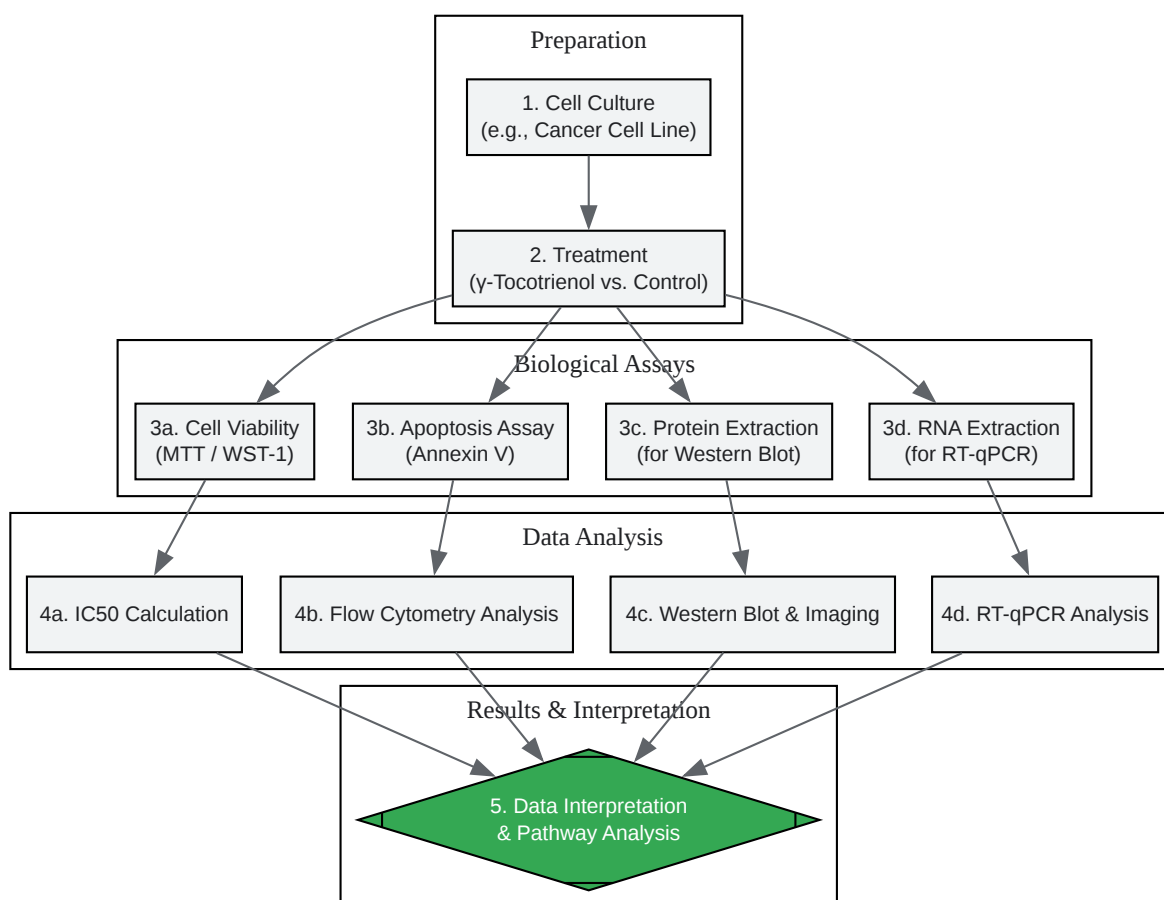 Preparation
1. Cell Culture
(e.g., Cancer Cell Line)
2. Treatment
(γ-Tocotrienol vs. Control)
Biological Assays
3a. Cell Viability
(MTT / WST-1)
3b. Apoptosis Assay
(Annexin V)
3c. Protein Extraction
(for Western Blot)
3d. RNA Extraction
(for RT-qPCR)
Data Analysis
4a. IC50 Calculation
4b. Flow Cytometry Analysis
4c. Western Blot & Imaging
4d. RT-qPCR Analysis
Results & Interpretation
5. Data Interpretation
& Pathway Analysis